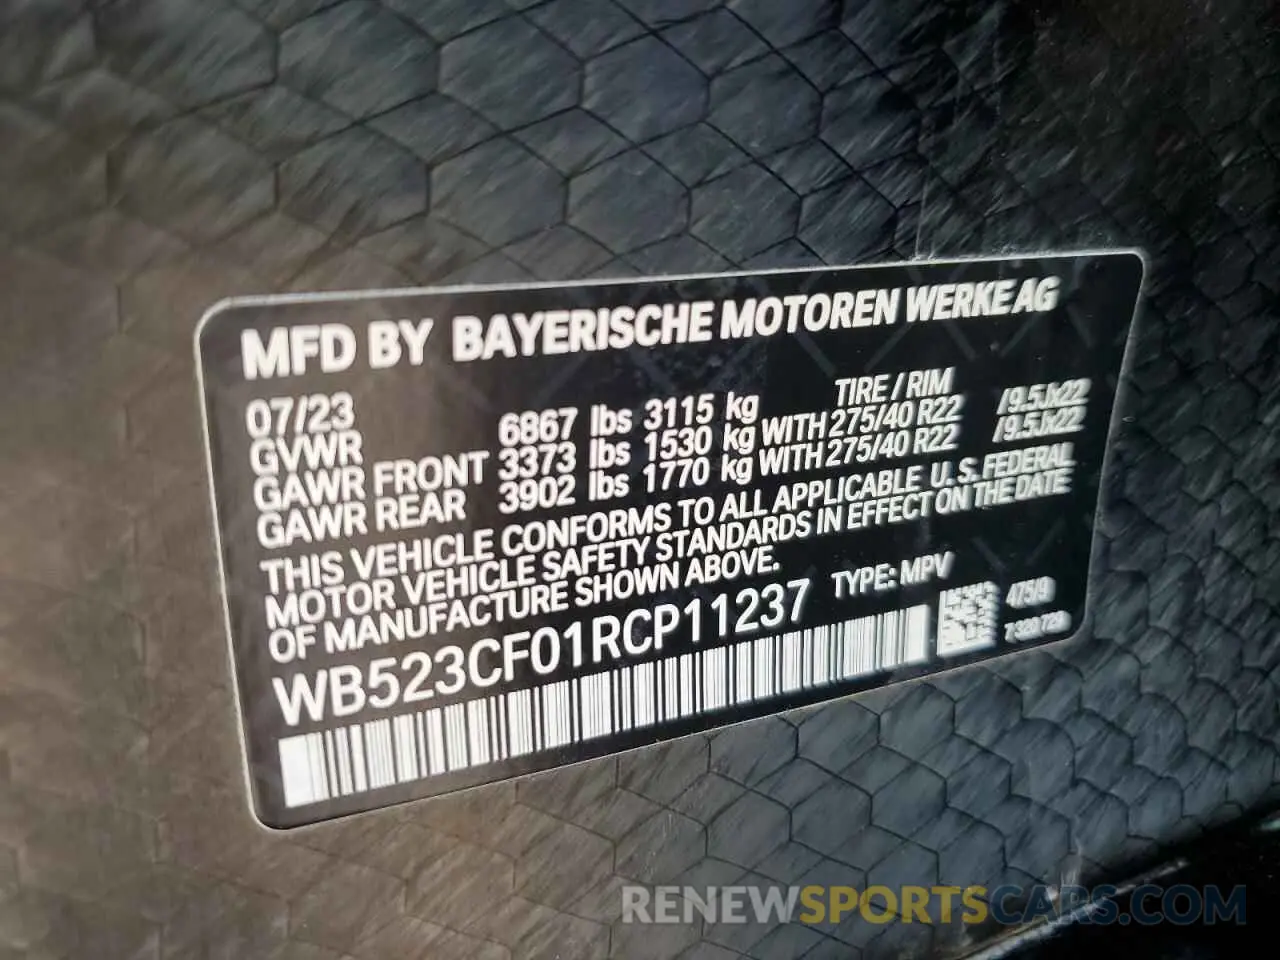 MFD BY BAYERISCHE MOTOREN WERKE AG
07/23 TIRE / RIM
GVWR 6867 lbs 3115 kg
GAWR FRONT 3373 lbs 1530 kg WITH 275/40 R22 /9.5Jx22
GAWR REAR 3902 lbs 1770 kg WITH 275/40 R22 /9.5Jx22
THIS VEHICLE CONFORMS TO ALL APPLICABLE U.S. FEDERAL
MOTOR VEHICLE SAFETY STANDARDS IN EFFECT ON THE DATE
OF MANUFACTURE SHOWN ABOVE.
WB523CF01RCP11237 TYPE: MPV
475/9
RENEWSPORTSCARS.COM